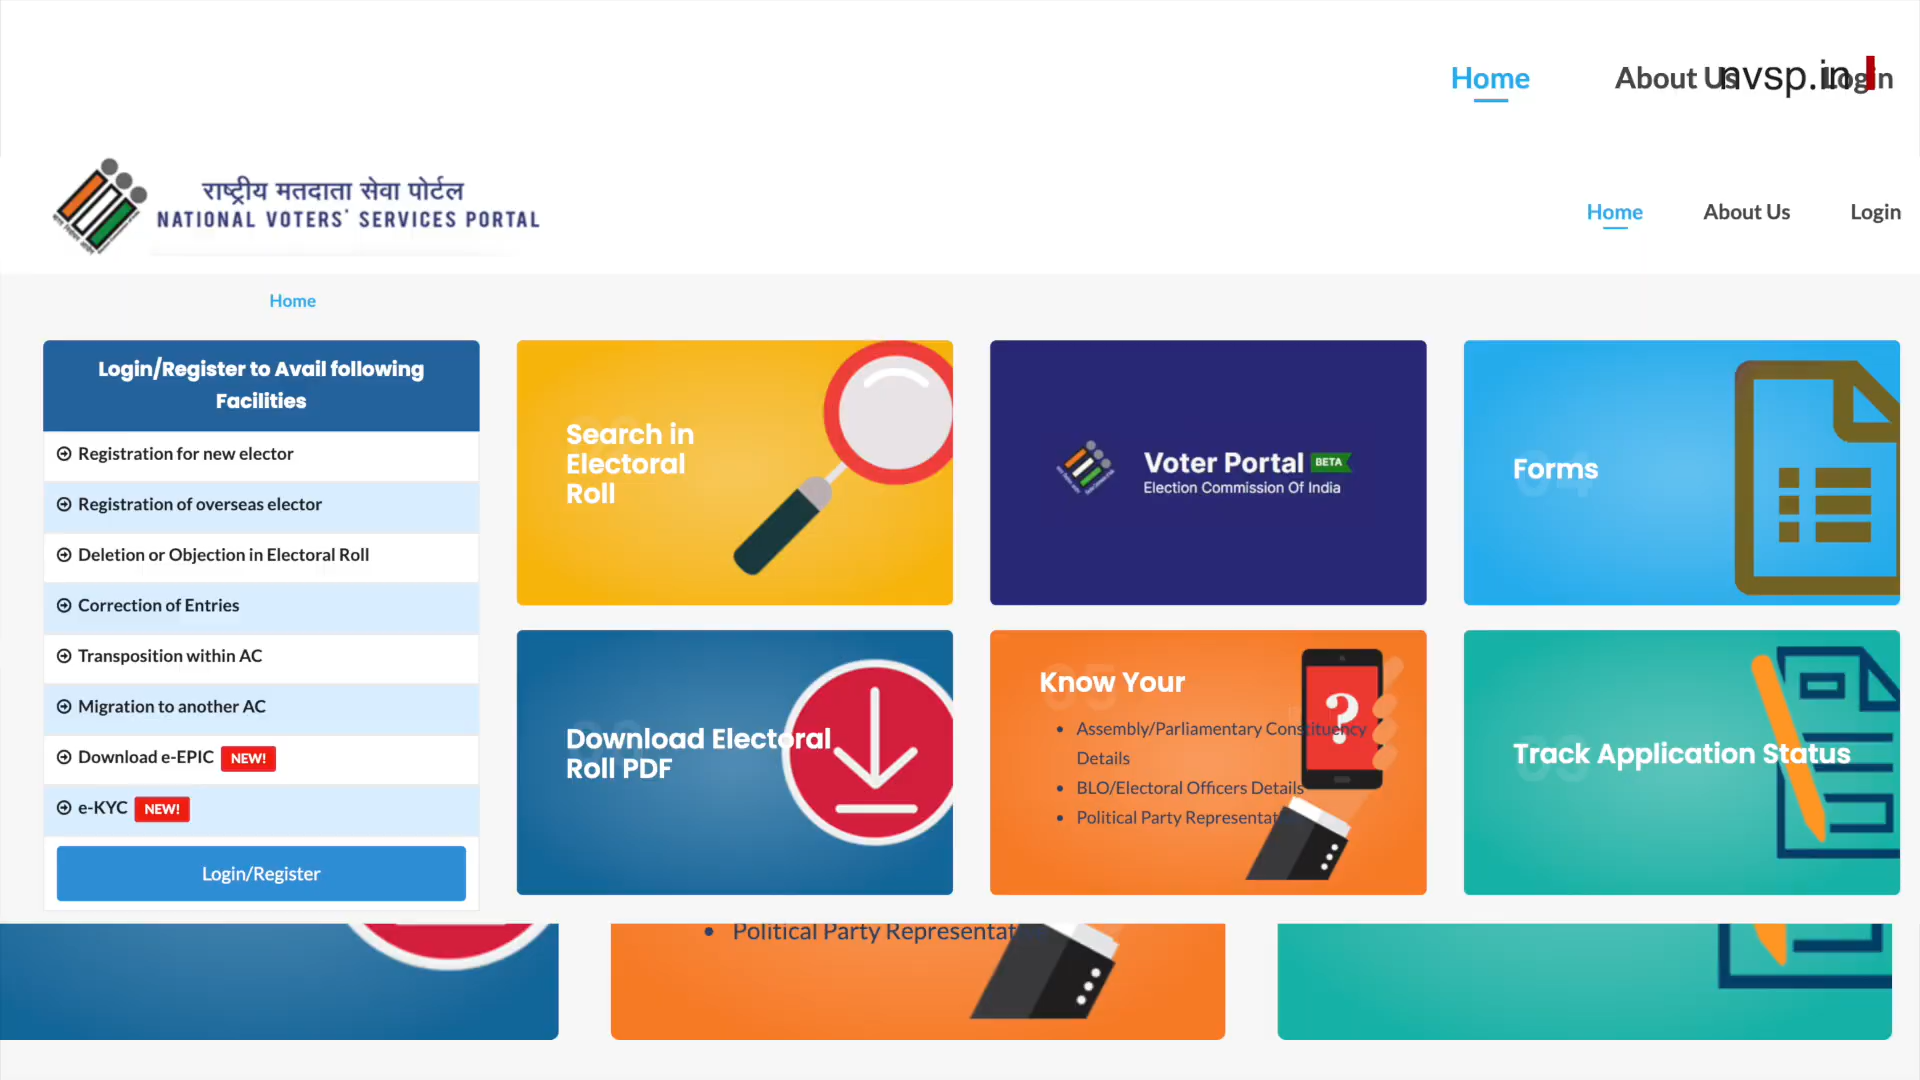 Home About Us Login
nvsp.in
राष्ट्रीय मतदाता सेवा पोर्टल
NATIONAL VOTERS' SERVICES PORTAL
Home About Us Login
Home
Login/Register to Avail following
Facilities
Registration for new elector
Registration of overseas elector
Deletion or Objection in Electoral Roll
Correction of Entries
Transposition within AC
Migration to another AC
Download e-EPIC NEW!
e-KYC NEW!
Login/Register
Search in
Electoral
Roll
Voter Portal BETA
Election Commission Of India
Forms
04
Download Electoral
Roll PDF
Know Your
05
• Assembly/Parliamentary Constituency
Details
• BLO/Electoral Officers Details
• Political Party
Track Application Status
• Political Party